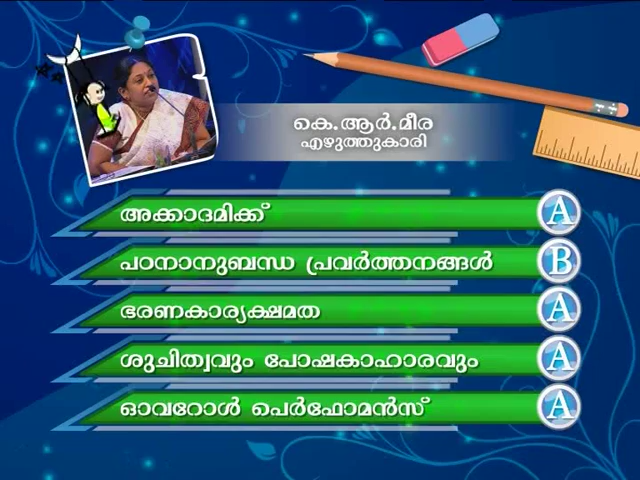 കെ.ആർ.മീര
എഴുത്തുകാരി
അക്കാദമിക്ക് A
പഠനാനുബന്ധ പ്രവർത്തനങ്ങൾ B
ഭരണകാര്യക്ഷമത A
ശുചിത്വവും പോഷകാഹാരവും A
ഓവറോൾ പെർഫോമൻസ് A